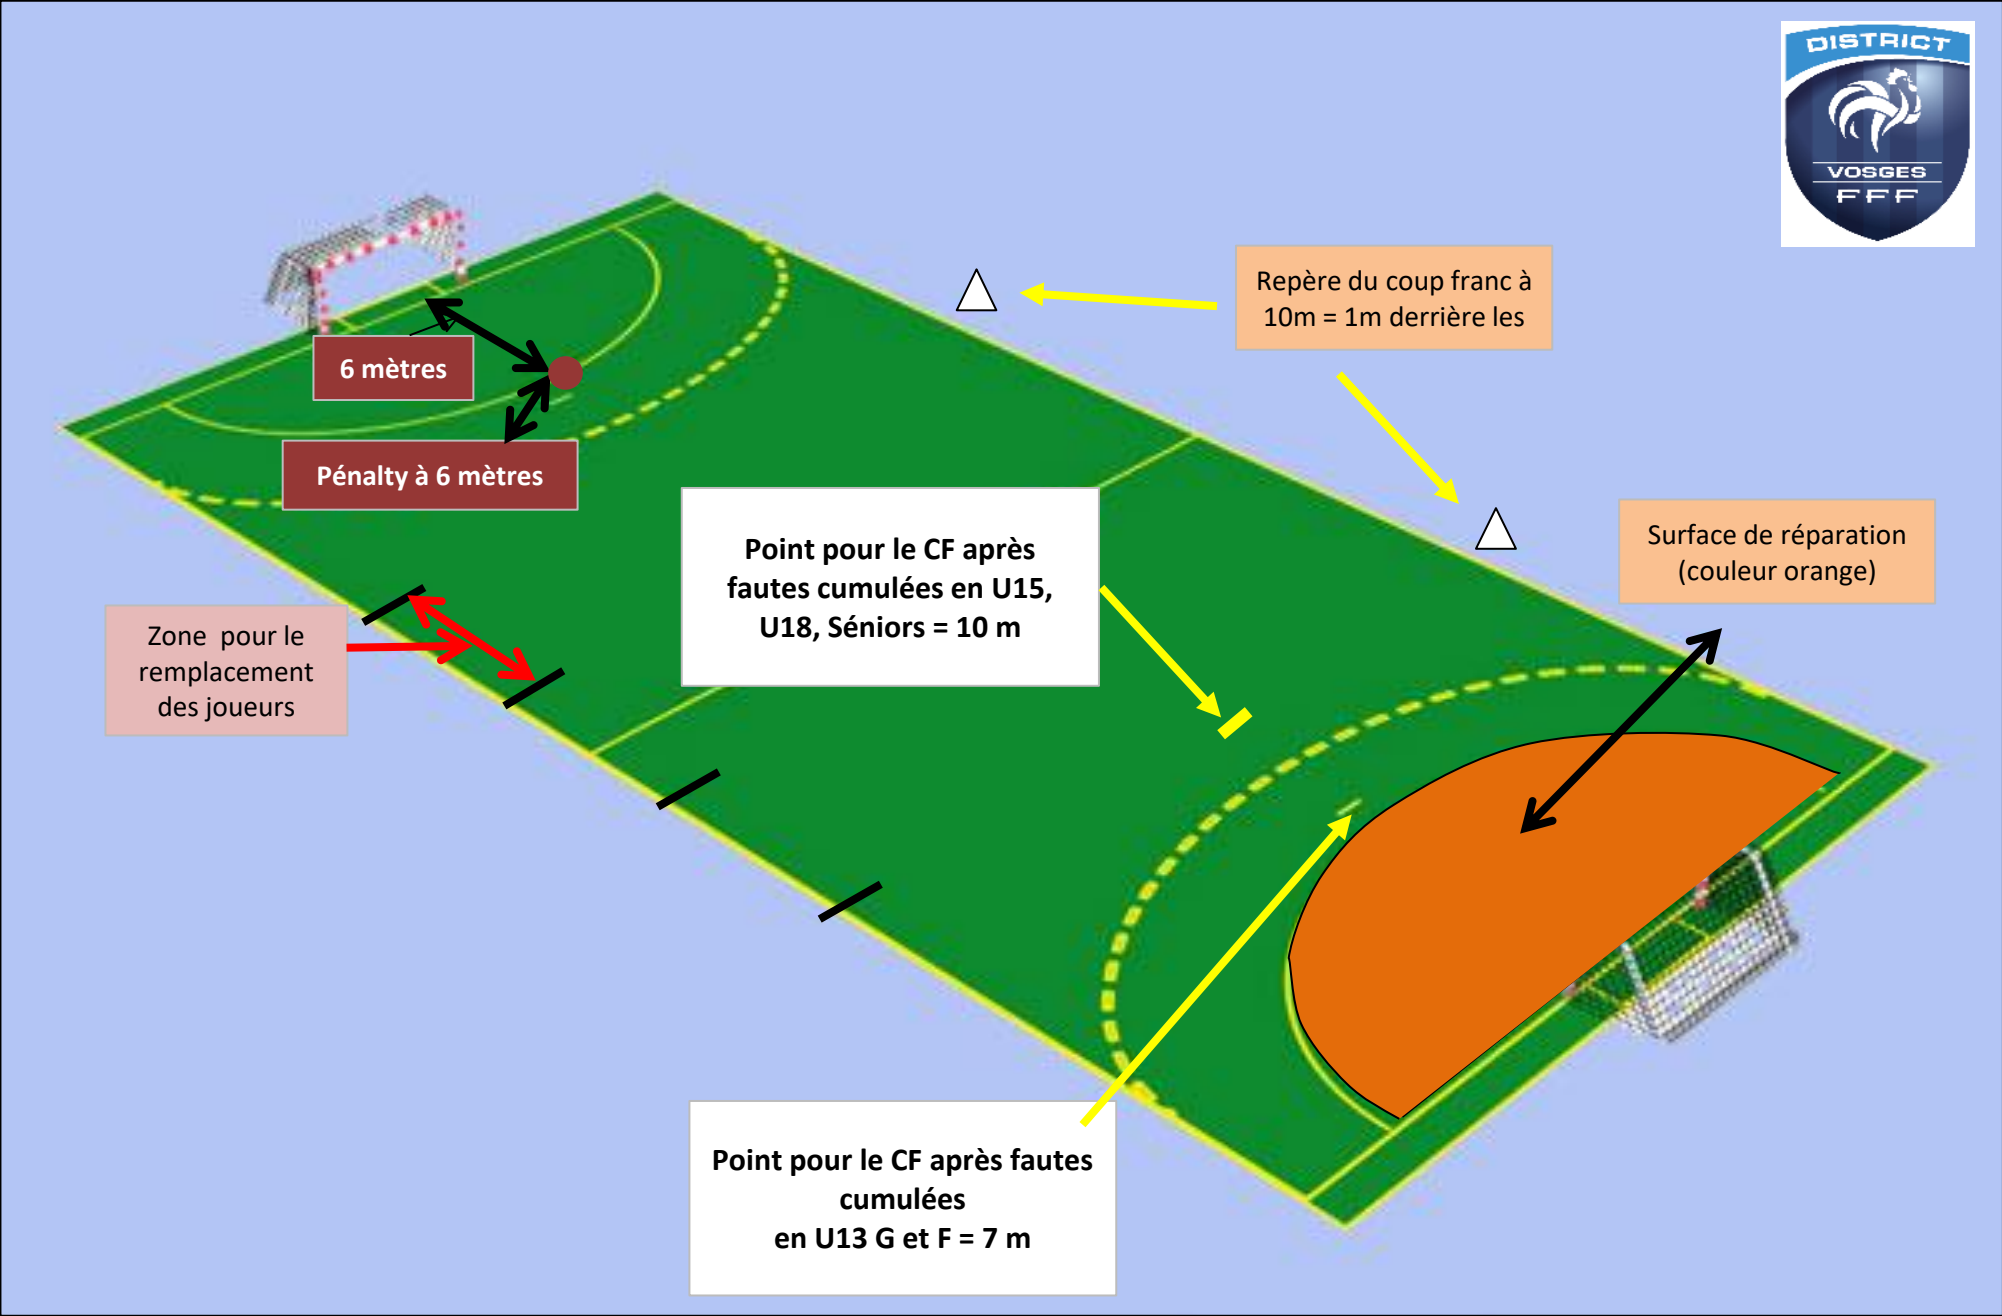 DISTRICT
VOSGES
FFF
Repère du coup franc à
10m = 1m derrière les
6 mètres
Pénalty à 6 mètres
Surface de réparation
(couleur orange)
Point pour le CF après
fautes cumulées en U15,
U18, Séniors = 10 m
Zone pour le
remplacement
des joueurs
Point pour le CF après fautes
cumulées
en U13 G et F = 7 m